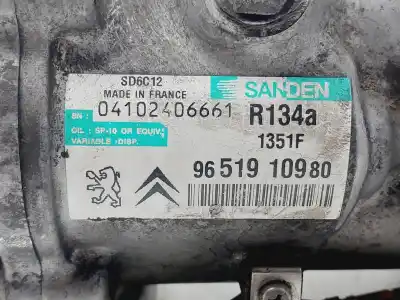 SD6C12
MADE IN FRANCE
SANDEN
SN: 04102406661
R134a
OIL: SP-10 OR EQUIV.
VARIABLE DISP.
1351F
96 519 109 80